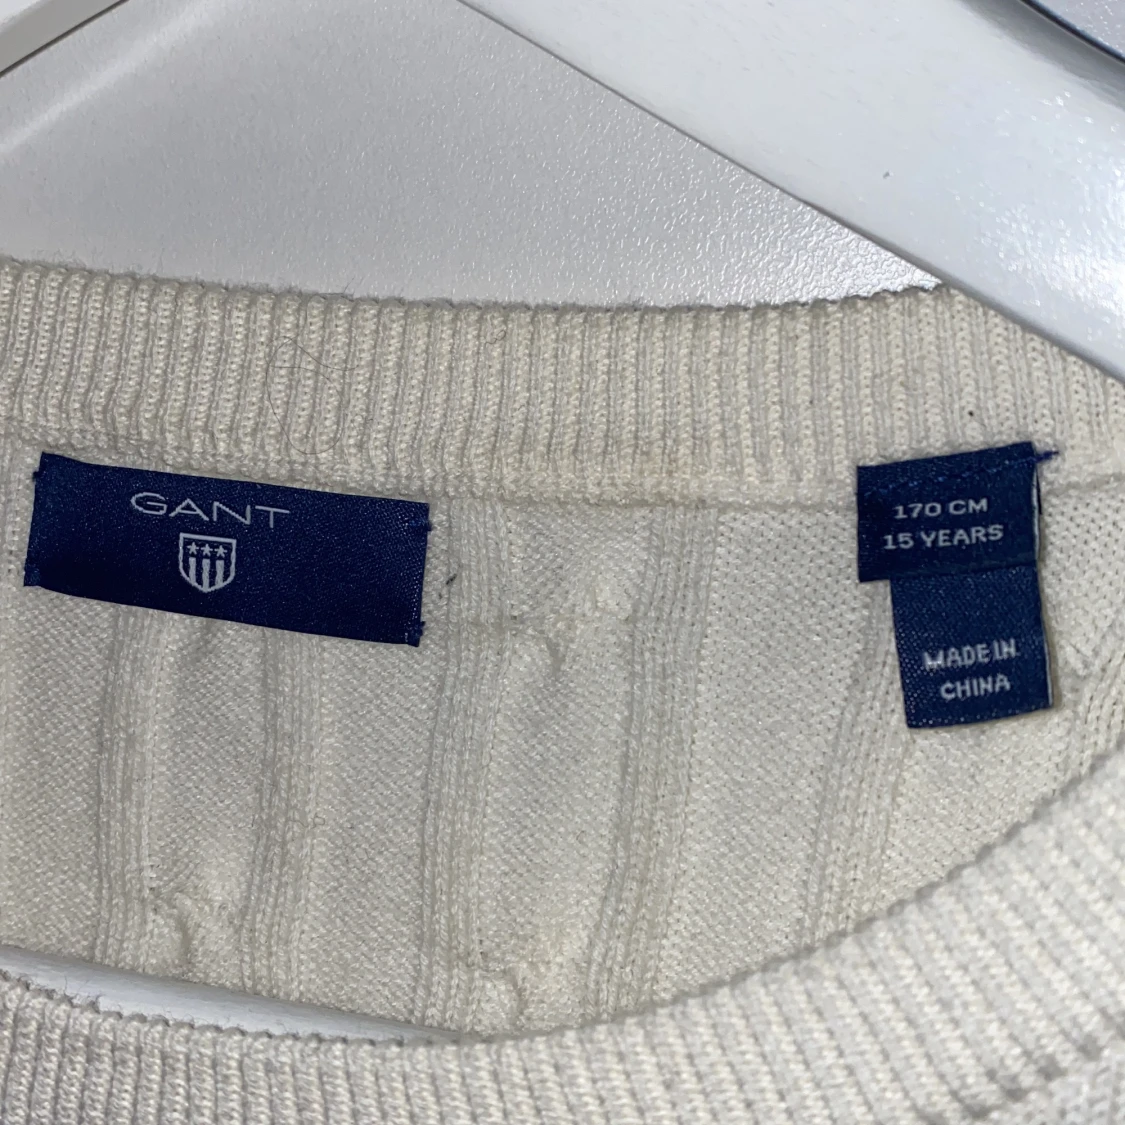 GANT
170 CM
15 YEARS
MADE IN
CHINA